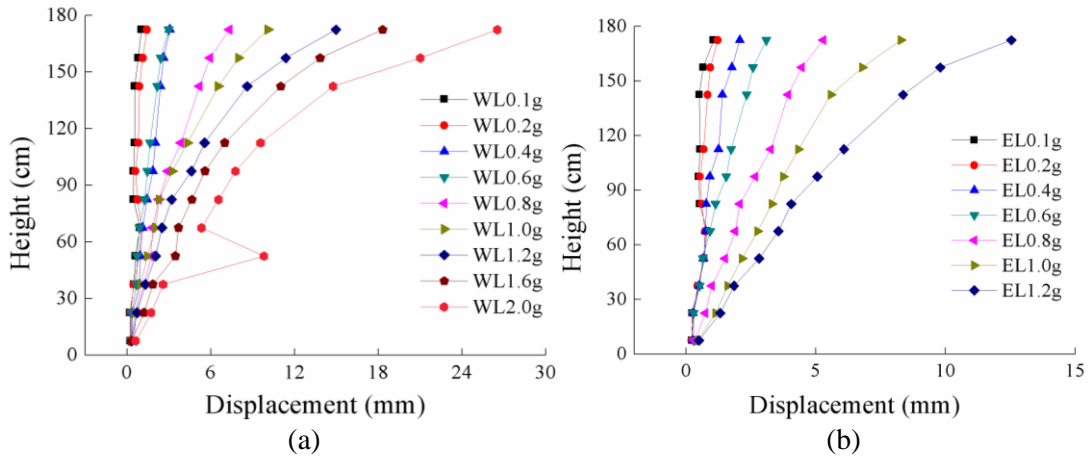 180
150
120
90
60
30
0
Height (cm)
WL0.1g
WL0.2g
WL0.4g
WL0.6g
WL0.8g
WL1.0g
WL1.2g
WL1.6g
WL2.0g
0 6 12 18 24 30
Displacement (mm)
(a)
180
150
120
90
60
30
0
Height (cm)
EL0.1g
EL0.2g
EL0.4g
EL0.6g
EL0.8g
EL1.0g
EL1.2g
0 5 10 15
Displacement (mm)
(b)